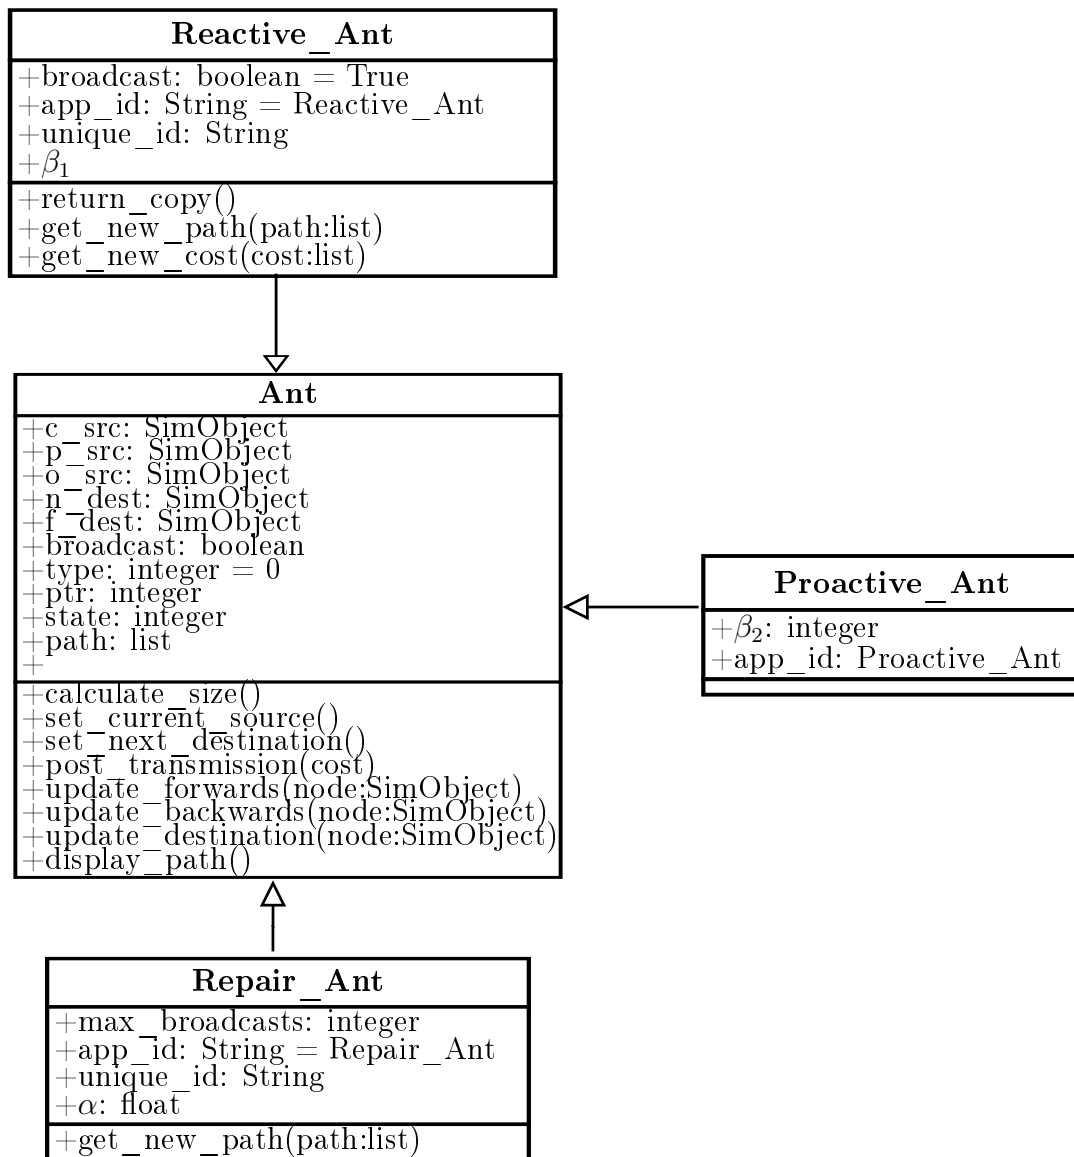 Reactive_Ant
+broadcast: boolean = True
+app_id: String = Reactive_Ant
+unique_id: String
+β₁
+return_copy()
+get_new_path(path:list)
+get_new_cost(cost:list)
Ant
+c_src: SimObject
+p_src: SimObject
+o_src: SimObject
+n_dest: SimObject
+f_dest: SimObject
+broadcast: boolean
+type: integer = 0
+ptr: integer
+state: integer
+path: list
+
+calculate_size()
+set_current_source()
+set_next_destination()
+post_transmission(cost)
+update_forwards(node:SimObject)
+update_backwards(node:SimObject)
+update_destination(node:SimObject)
+display_path()
Proactive_Ant
+β₂: integer
+app_id: Proactive_Ant
Repair_Ant
+max_broadcasts: integer
+app_id: String = Repair_Ant
+unique_id: String
+α: float
+get_new_path(path:list)